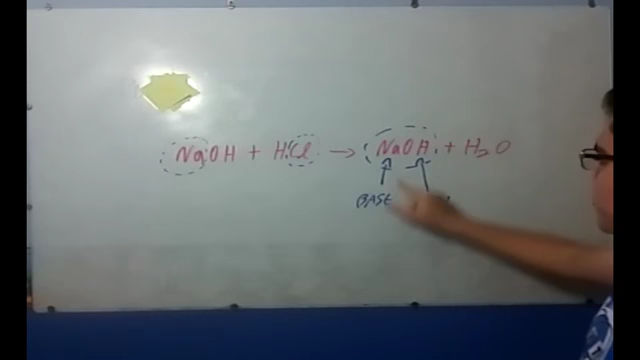 NaOH + HCl → NaOH + H₂O
BASE